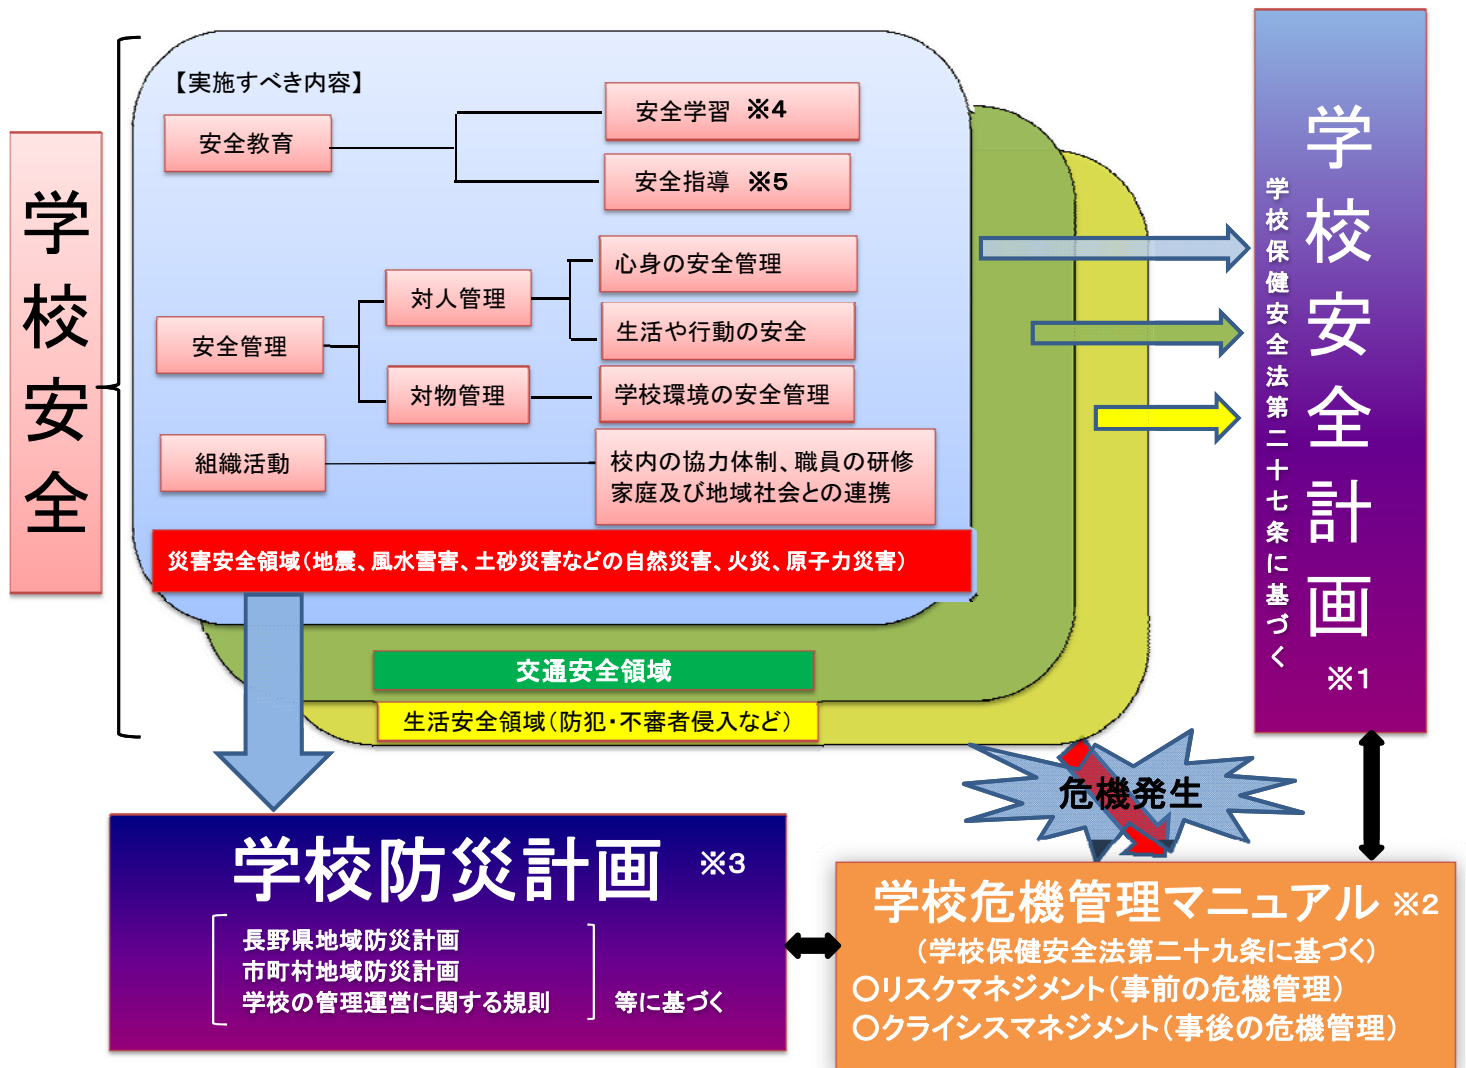 学校安全
【実施すべき内容】
安全教育
安全学習 ※4
安全指導 ※5
安全管理
対人管理
心身の安全管理
生活や行動の安全
対物管理
学校環境の安全管理
組織活動
校内の協力体制、職員の研修
家庭及び地域社会との連携
災害安全領域（地震、風水雪害、土砂災害などの自然災害、火災、原子力災害）
交通安全領域
生活安全領域（防犯・不審者侵入など）
学校安全計画 ※1
学校保健安全法第二十七条に基づく
危機発生
学校防災計画 ※3
長野県地域防災計画
市町村地域防災計画
学校の管理運営に関する規則 等に基づく
学校危機管理マニュアル ※2
（学校保健安全法第二十九条に基づく）
○リスクマネジメント（事前の危機管理）
○クライシスマネジメント（事後の危機管理）